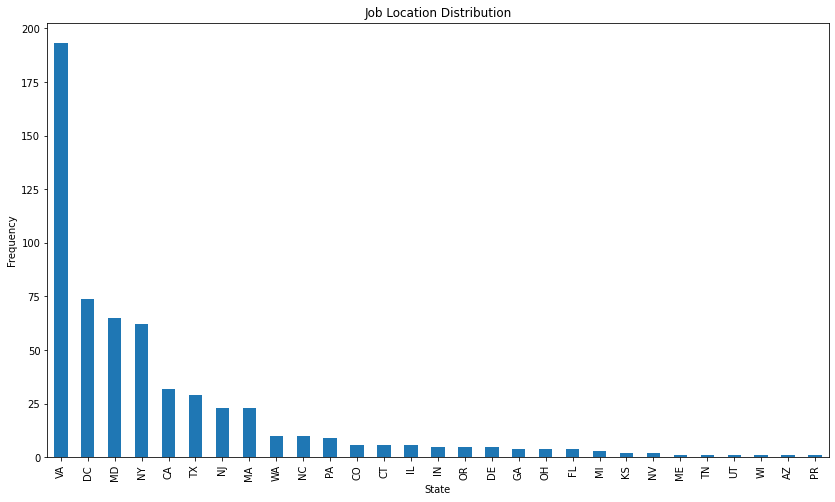 Job Location Distribution
200
175
150
125
100
75
50
25
0
Frequency
VA DC MD NY CA TX NJ MA WA NC PA CO CT IL IN OR DE GA OH FL MI KS NV ME TN UT WI AZ PR
State